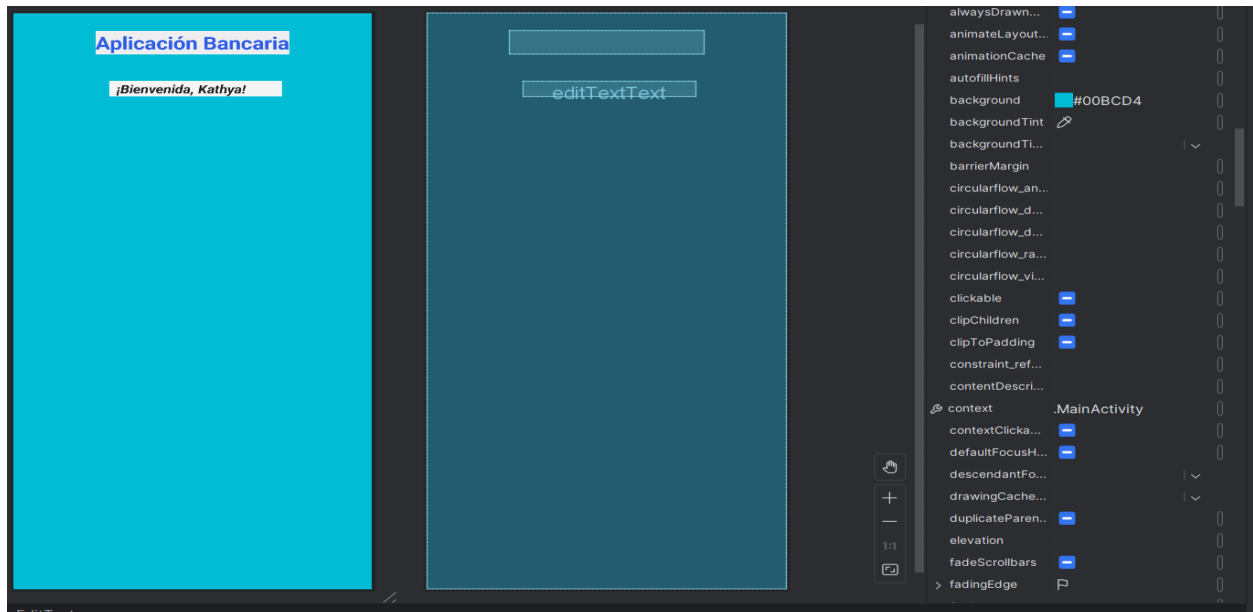 Aplicación Bancaria
¡Bienvenida, Kathya!
editTextText
1:1
alwaysDrawn...
animateLayout...
animationCache
autofillHints
background #00BCD4
backgroundTint
backgroundTi...
barrierMargin
circularflow_an...
circularflow_d...
circularflow_d...
circularflow_ra...
circularflow_vi...
clickable
clipChildren
clipToPadding
constraint_ref...
contentDescri...
context .MainActivity
contextClicka...
defaultFocusH...
descendantFo...
drawingCache...
duplicateParen..
elevation
fadeScrollbars
fadingEdge